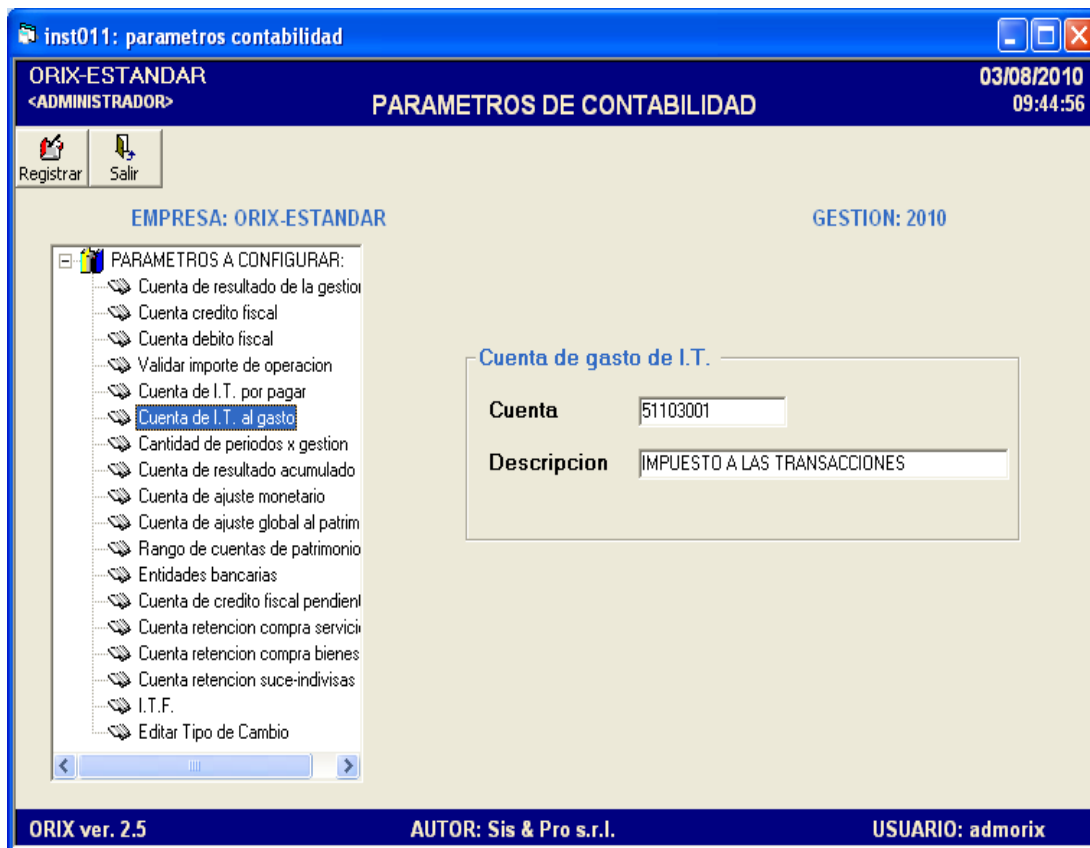 inst011: parametros contabilidad
ORIX-ESTANDAR
03/08/2010
<ADMINISTRADOR>
PARAMETROS DE CONTABILIDAD
09:44:56
Registrar
Salir
EMPRESA: ORIX-ESTANDAR
GESTION: 2010
PARAMETROS A CONFIGURAR:
Cuenta de resultado de la gestion
Cuenta credito fiscal
Cuenta debito fiscal
Validar importe de operacion
Cuenta de I.T. por pagar
Cuenta de I.T. al gasto
Cantidad de periodos x gestion
Cuenta de resultado acumulado
Cuenta de ajuste monetario
Cuenta de ajuste global al patrim
Rango de cuentas de patrimonio
Entidades bancarias
Cuenta de credito fiscal pendient
Cuenta retencion compra servici
Cuenta retencion compra bienes
Cuenta retencion suce-indivisas
I.T.F.
Editar Tipo de Cambio
Cuenta de gasto de I.T.
Cuenta
51103001
Descripcion
IMPUESTO A LAS TRANSACCIONES
ORIX ver. 2.5
AUTOR: Sis & Pro s.r.l.
USUARIO: admorix